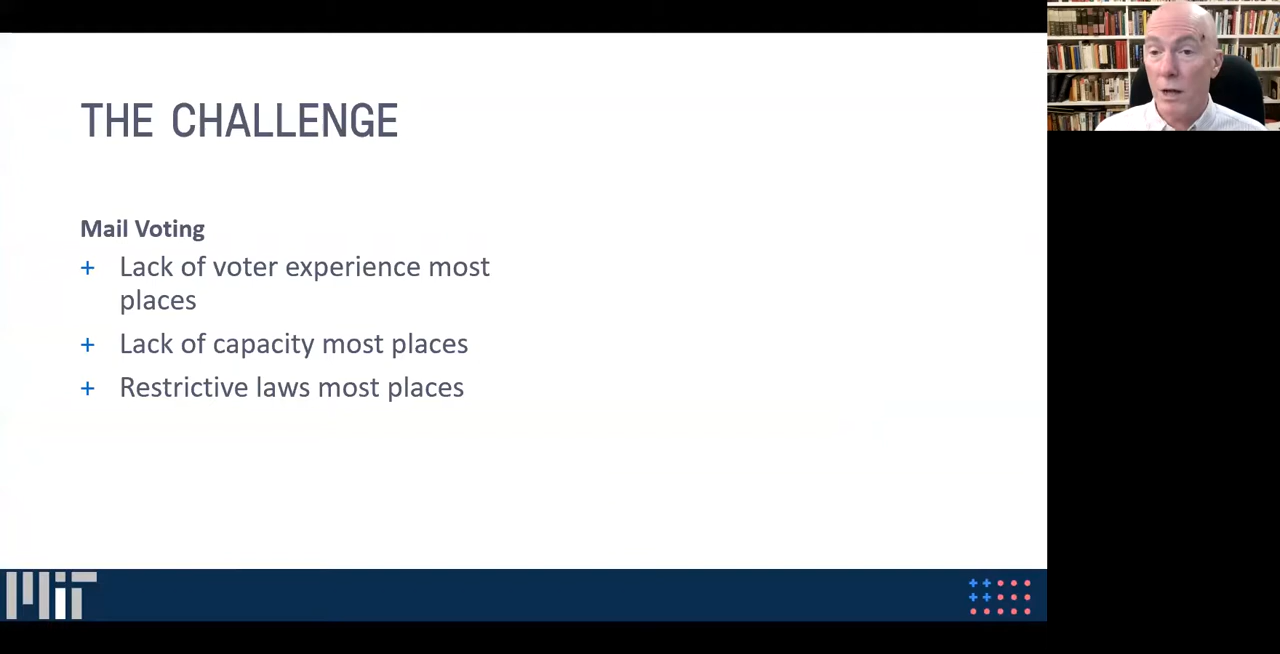 THE CHALLENGE
Mail Voting
+ Lack of voter experience most
places
+ Lack of capacity most places
+ Restrictive laws most places
MIT